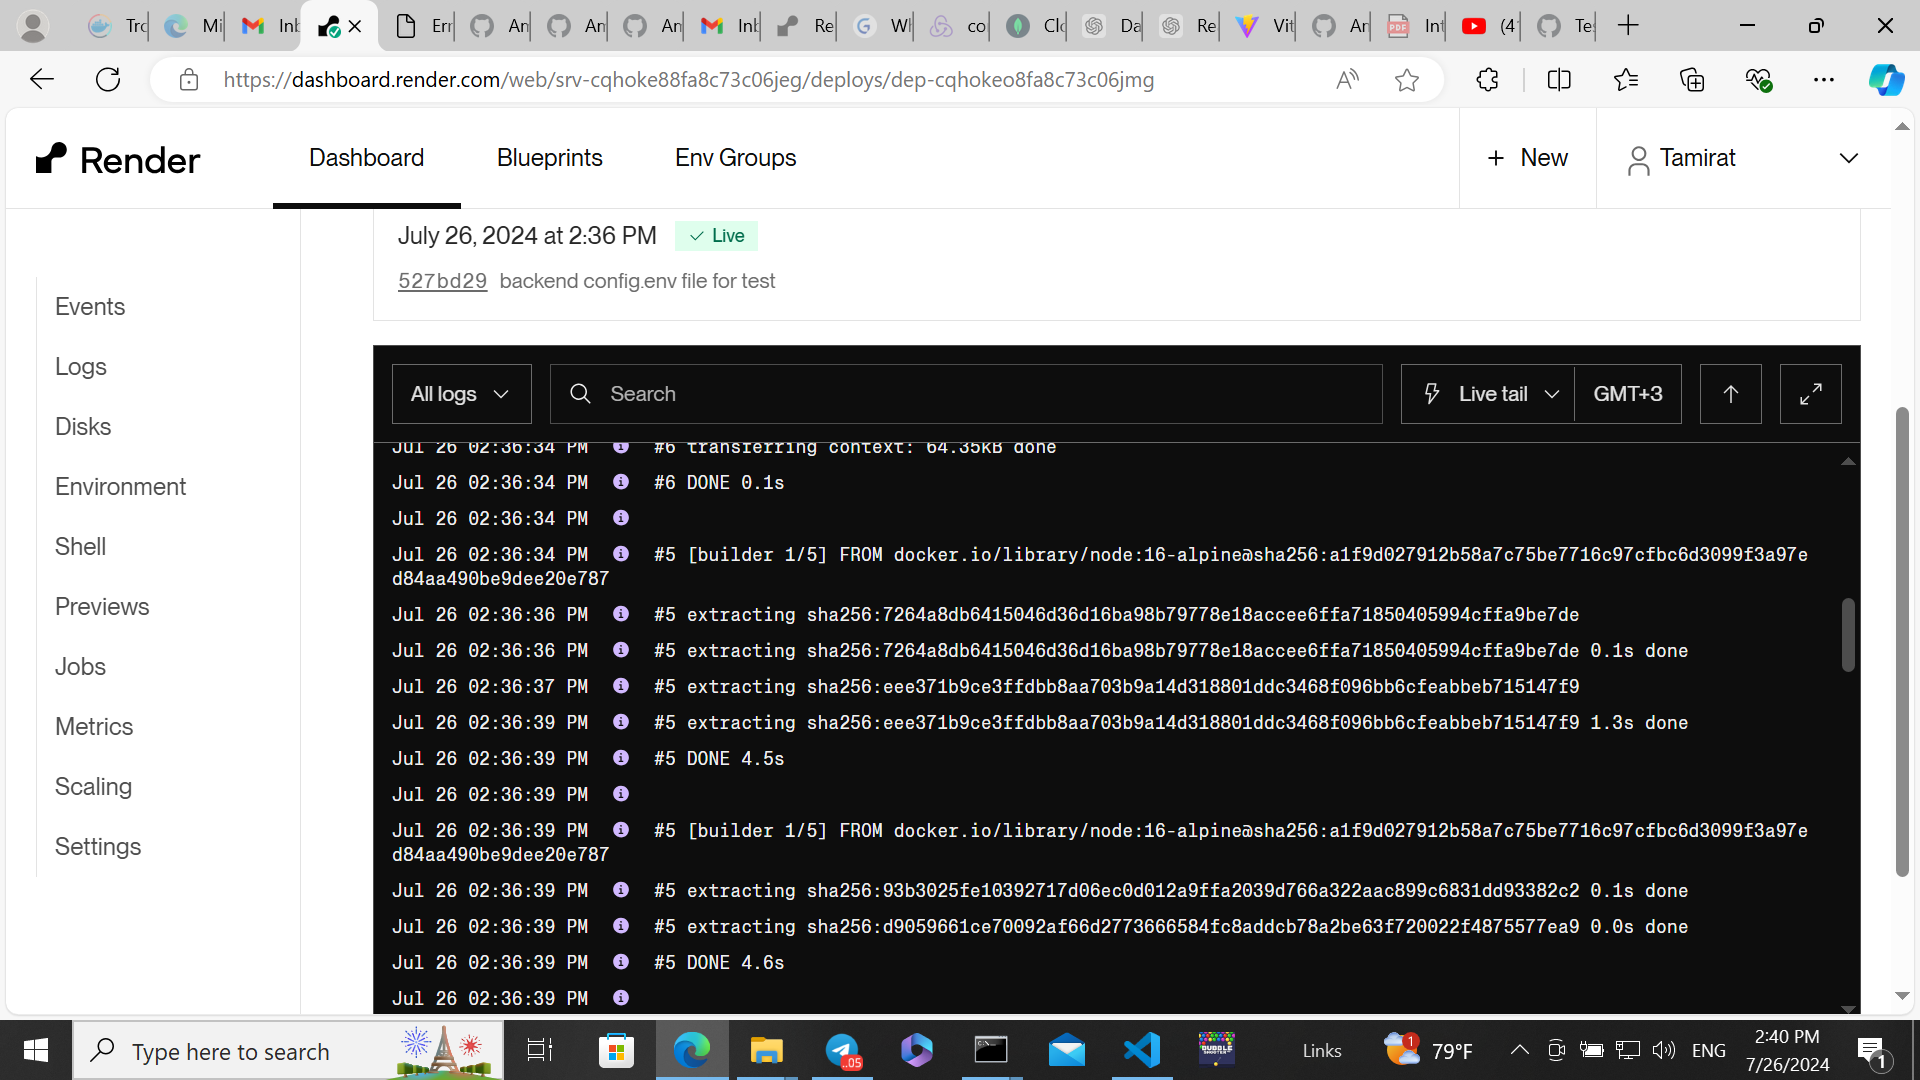 Trc
Mi
Inb
Err
An
An
An
Inb
Re
Wh
co
Clo
Da
Re
Vit
An
Int
(4
Te
https://dashboard.render.com/web/srv-cqhoke88fa8c73c06jeg/deploys/dep-cqhokeo8fa8c73c06jmg
Render
Dashboard
Blueprints
Env Groups
+ New
Tamirat
July 26, 2024 at 2:36 PM
Live
527bd29 backend config.env file for test
Events
Logs
Disks
Environment
Shell
Previews
Jobs
Metrics
Scaling
Settings
All logs
Search
Live tail
GMT+3
Jul 26 02:36:34 PM #6 transferring context: 64.35kB done
Jul 26 02:36:34 PM #6 DONE 0.1s
Jul 26 02:36:34 PM
Jul 26 02:36:34 PM #5 [builder 1/5] FROM docker.io/library/node:16-alpine@sha256:a1f9d027912b58a7c75be7716c97cfbc6d3099f3a97e
d84aa490be9dee20e787
Jul 26 02:36:36 PM #5 extracting sha256:7264a8db6415046d36d16ba98b79778e18accee6ffa71850405994cffa9be7de
Jul 26 02:36:36 PM #5 extracting sha256:7264a8db6415046d36d16ba98b79778e18accee6ffa71850405994cffa9be7de 0.1s done
Jul 26 02:36:37 PM #5 extracting sha256:eee371b9ce3ffdbb8aa703b9a14d318801ddc3468f096bb6cfeabbeb715147f9
Jul 26 02:36:39 PM #5 extracting sha256:eee371b9ce3ffdbb8aa703b9a14d318801ddc3468f096bb6cfeabbeb715147f9 1.3s done
Jul 26 02:36:39 PM #5 DONE 4.5s
Jul 26 02:36:39 PM
Jul 26 02:36:39 PM #5 [builder 1/5] FROM docker.io/library/node:16-alpine@sha256:a1f9d027912b58a7c75be7716c97cfbc6d3099f3a97e
d84aa490be9dee20e787
Jul 26 02:36:39 PM #5 extracting sha256:93b3025fe10392717d06ec0d012a9ffa2039d766a322aac899c6831dd93382c2 0.1s done
Jul 26 02:36:39 PM #5 extracting sha256:d9059661ce70092af66d2773666584fc8addcb78a2be63f720022f4875577ea9 0.0s done
Jul 26 02:36:39 PM #5 DONE 4.6s
Jul 26 02:36:39 PM
Type here to search
..05
BUBBLE
Links
1
79°F
ENG
2:40 PM
7/26/2024
1